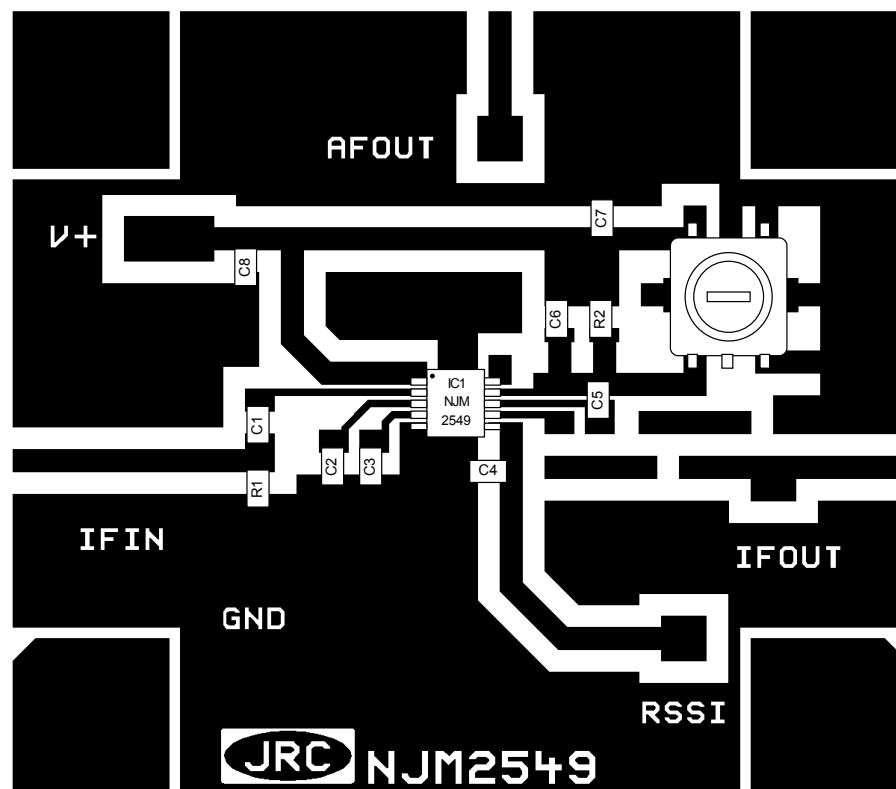 AFOUT
V+
C7
C8
C6
R2
IC1
NJM
2549
C5
C1
C2
C3
C4
R1
IFIN
IFOUT
GND
RSSI
JRC NJM2549